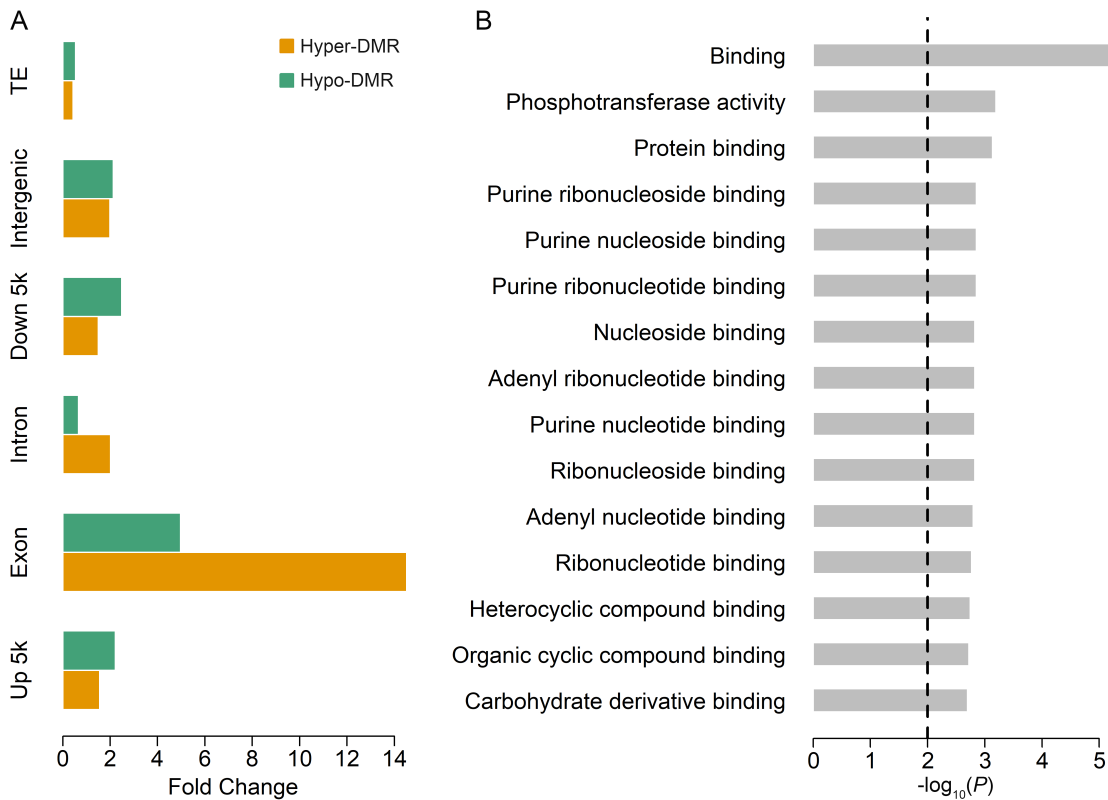 A
Hyper-DMR
Hypo-DMR
TE
Intergenic
Down 5k
Intron
Exon
Up 5k
0 2 4 6 8 10 12 14
Fold Change
B
Binding
Phosphotransferase activity
Protein binding
Purine ribonucleoside binding
Purine nucleoside binding
Purine ribonucleotide binding
Nucleoside binding
Adenyl ribonucleotide binding
Purine nucleotide binding
Ribonucleoside binding
Adenyl nucleotide binding
Ribonucleotide binding
Heterocyclic compound binding
Organic cyclic compound binding
Carbohydrate derivative binding
0 1 2 3 4 5
-log₁₀(P)